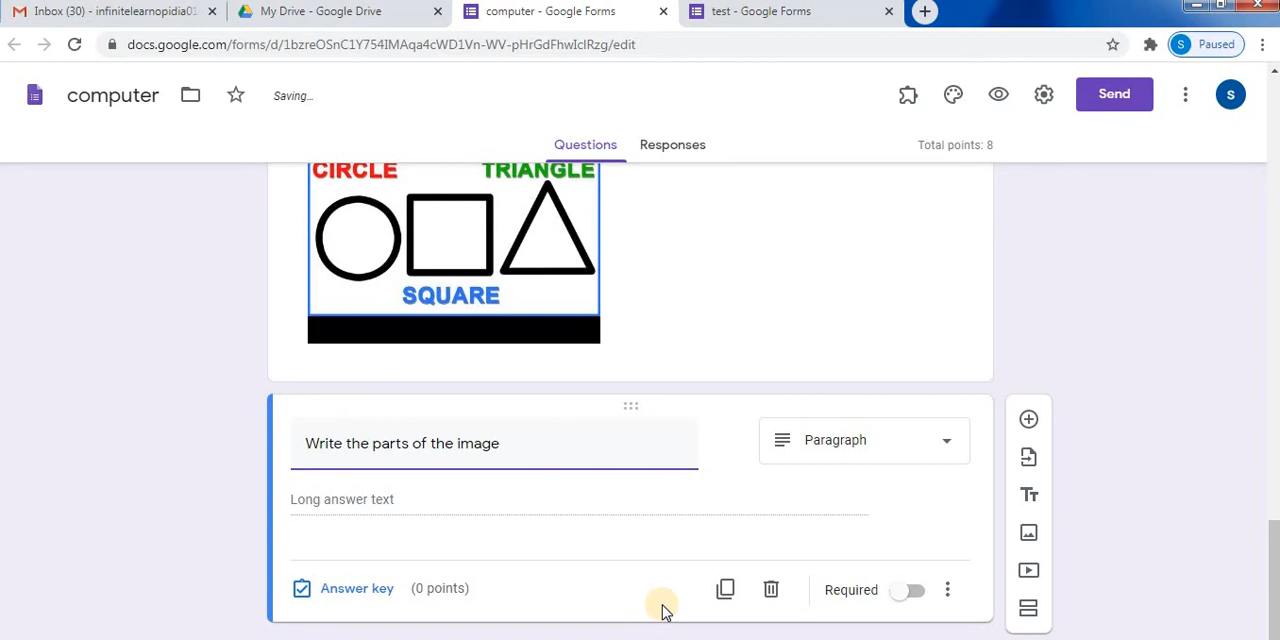 Inbox (30) - infinitelearnopidia01
My Drive - Google Drive
computer - Google Forms
test - Google Forms
docs.google.com/forms/d/1bzreOSnC1Y754IMAqa4cWD1Vn-WV-pHrGdFhwIclRzg/edit
S
Paused
computer
Saving...
Send
S
Questions
Responses
Total points: 8
CIRCLE
TRIANGLE
SQUARE
Write the parts of the image
Paragraph
Long answer text
Tт
Answer key
(0 points)
Required